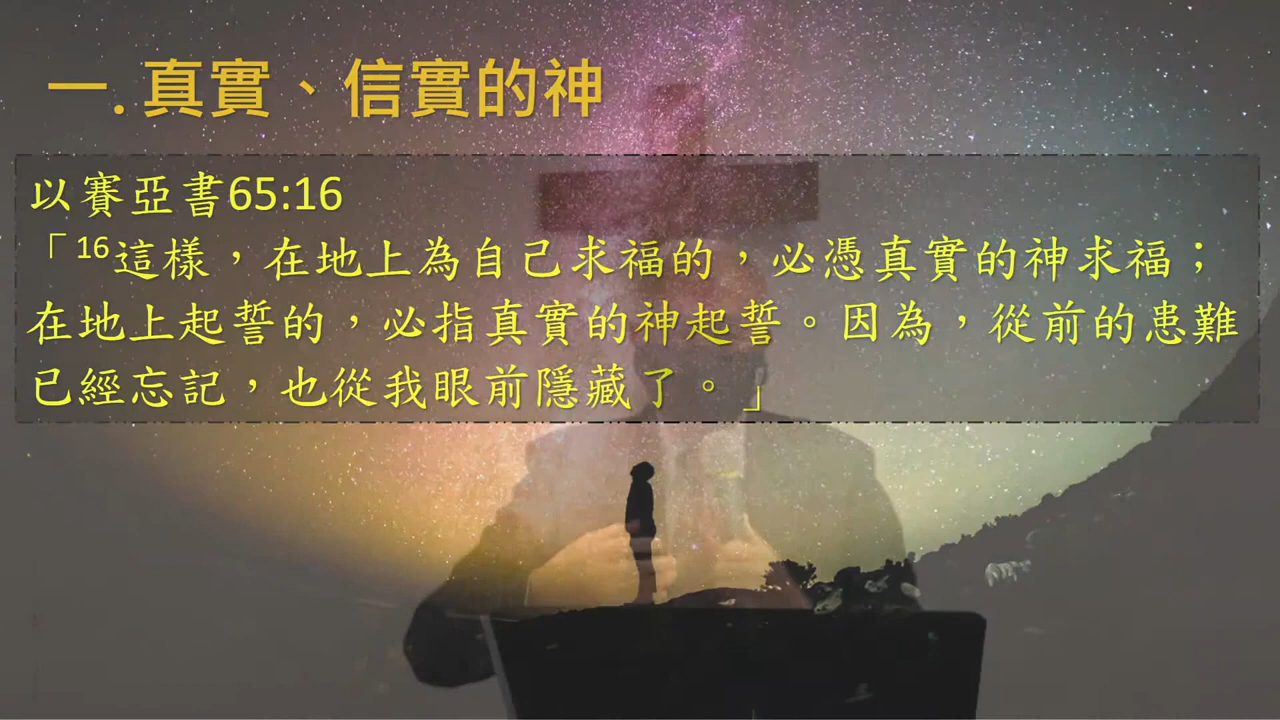 一. 真實、信實的神
以賽亞書65:16
「16這樣，在地上為自己求福的，必憑真實的神求福；
在地上起誓的，必指真實的神起誓。因為，從前的患難
已經忘記，也從我眼前隱藏了。」